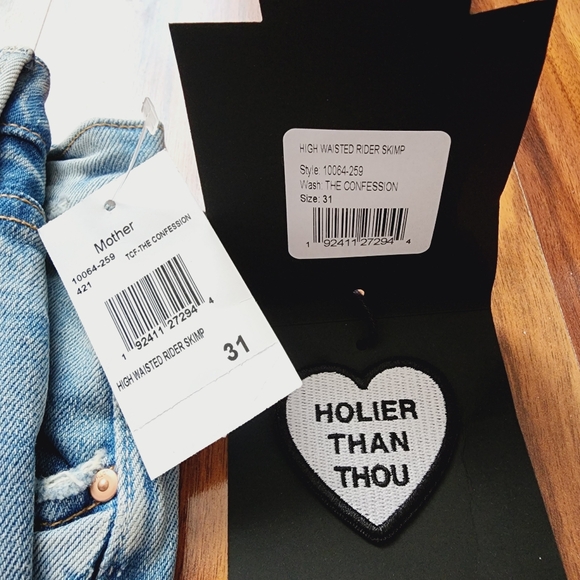 HIGH WAISTED RIDER SKIMP
Style: 10064-259
Wash: THE CONFESSION
Size: 31
1 92411 27294 4
Mother
10064-259 TCF-THE CONFESSION
421
1 92411 27294 4
HIGH WAISTED RIDER SKIMP
31
HOLIER
THAN
THOU